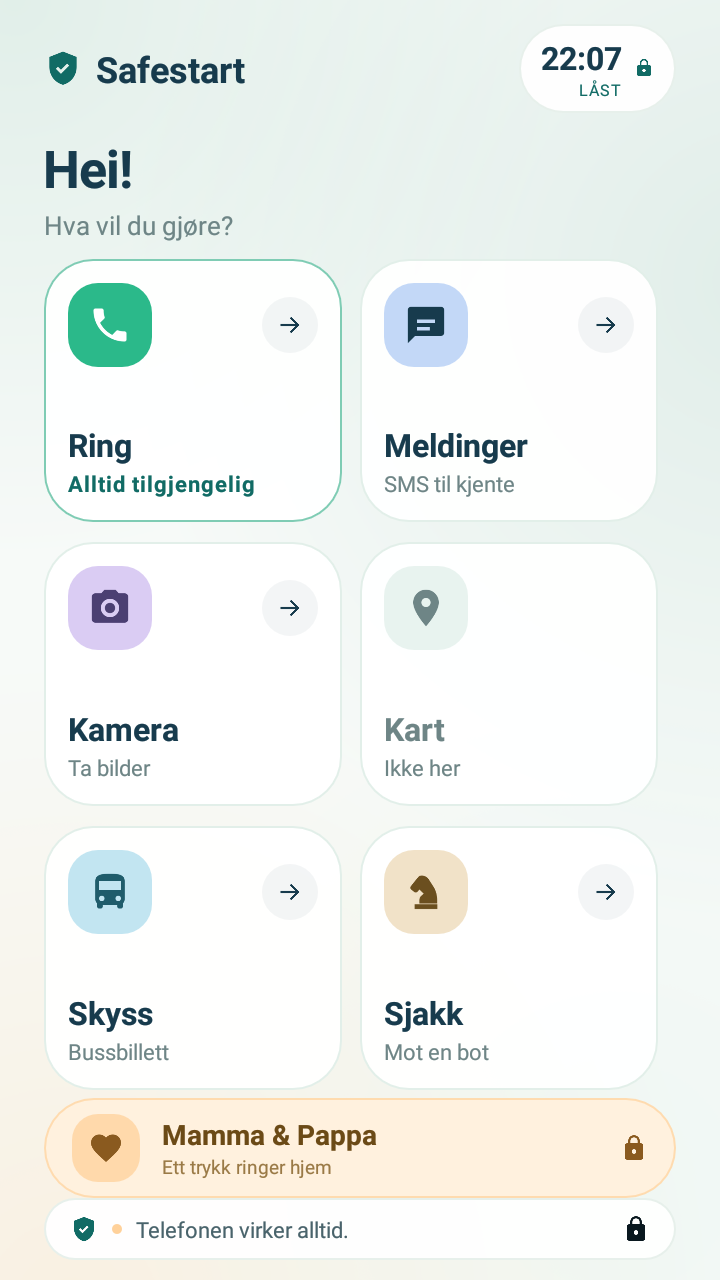 Safestart
22:07
LÅST
Hei!
Hva vil du gjøre?
Ring
Alltid tilgjengelig
Meldinger
SMS til kjente
Kamera
Ta bilder
Kart
Ikke her
Skyss
Bussbillett
Sjakk
Mot en bot
Mamma & Pappa
Ett trykk ringer hjem
Telefonen virker alltid.